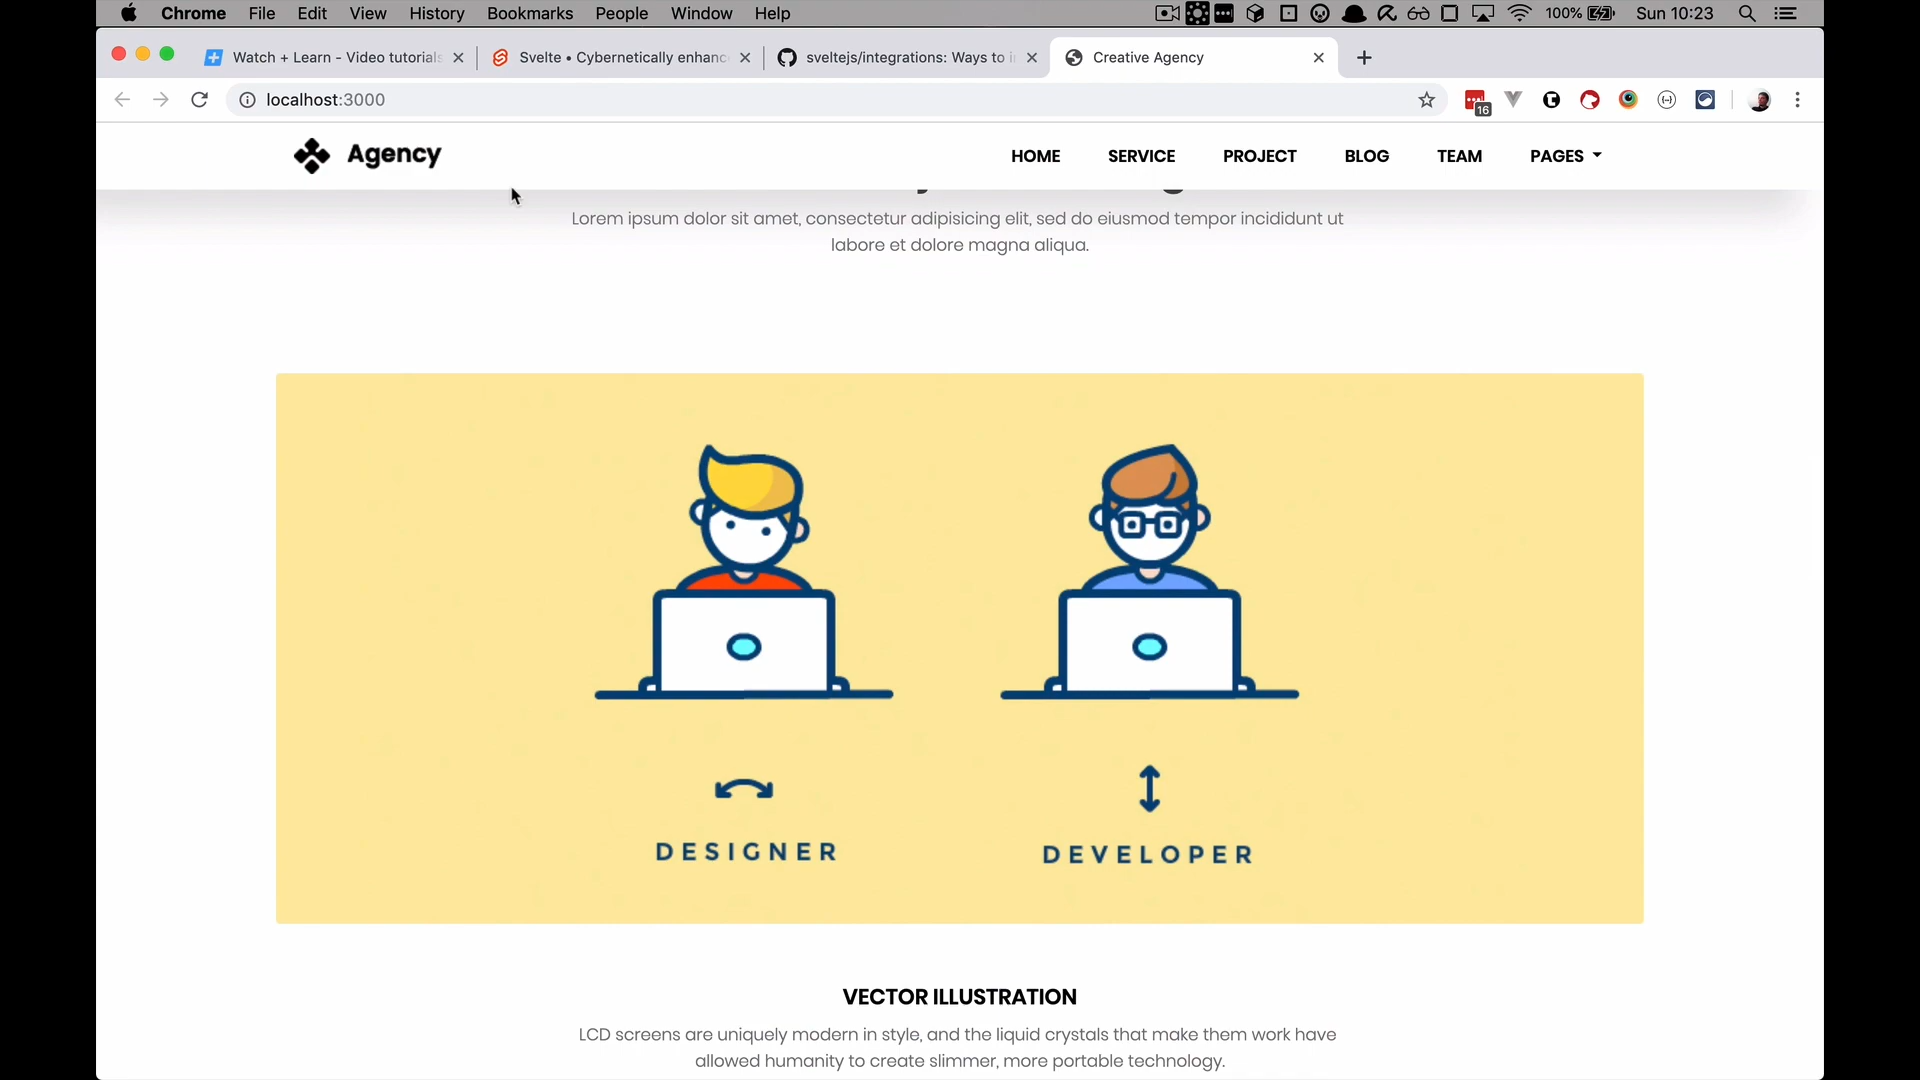 Chrome File Edit View History Bookmarks People Window Help 100% Sun 10:23
Watch + Learn - Video tutorials Svelte • Cybernetically enhanc sveltejs/integrations: Ways to i Creative Agency
localhost:3000 16
Agency HOME SERVICE PROJECT BLOG TEAM PAGES
Lorem ipsum dolor sit amet, consectetur adipisicing elit, sed do eiusmod tempor incididunt ut
labore et dolore magna aliqua.
DESIGNER DEVELOPER
VECTOR ILLUSTRATION
LCD screens are uniquely modern in style, and the liquid crystals that make them work have
allowed humanity to create slimmer, more portable technology.